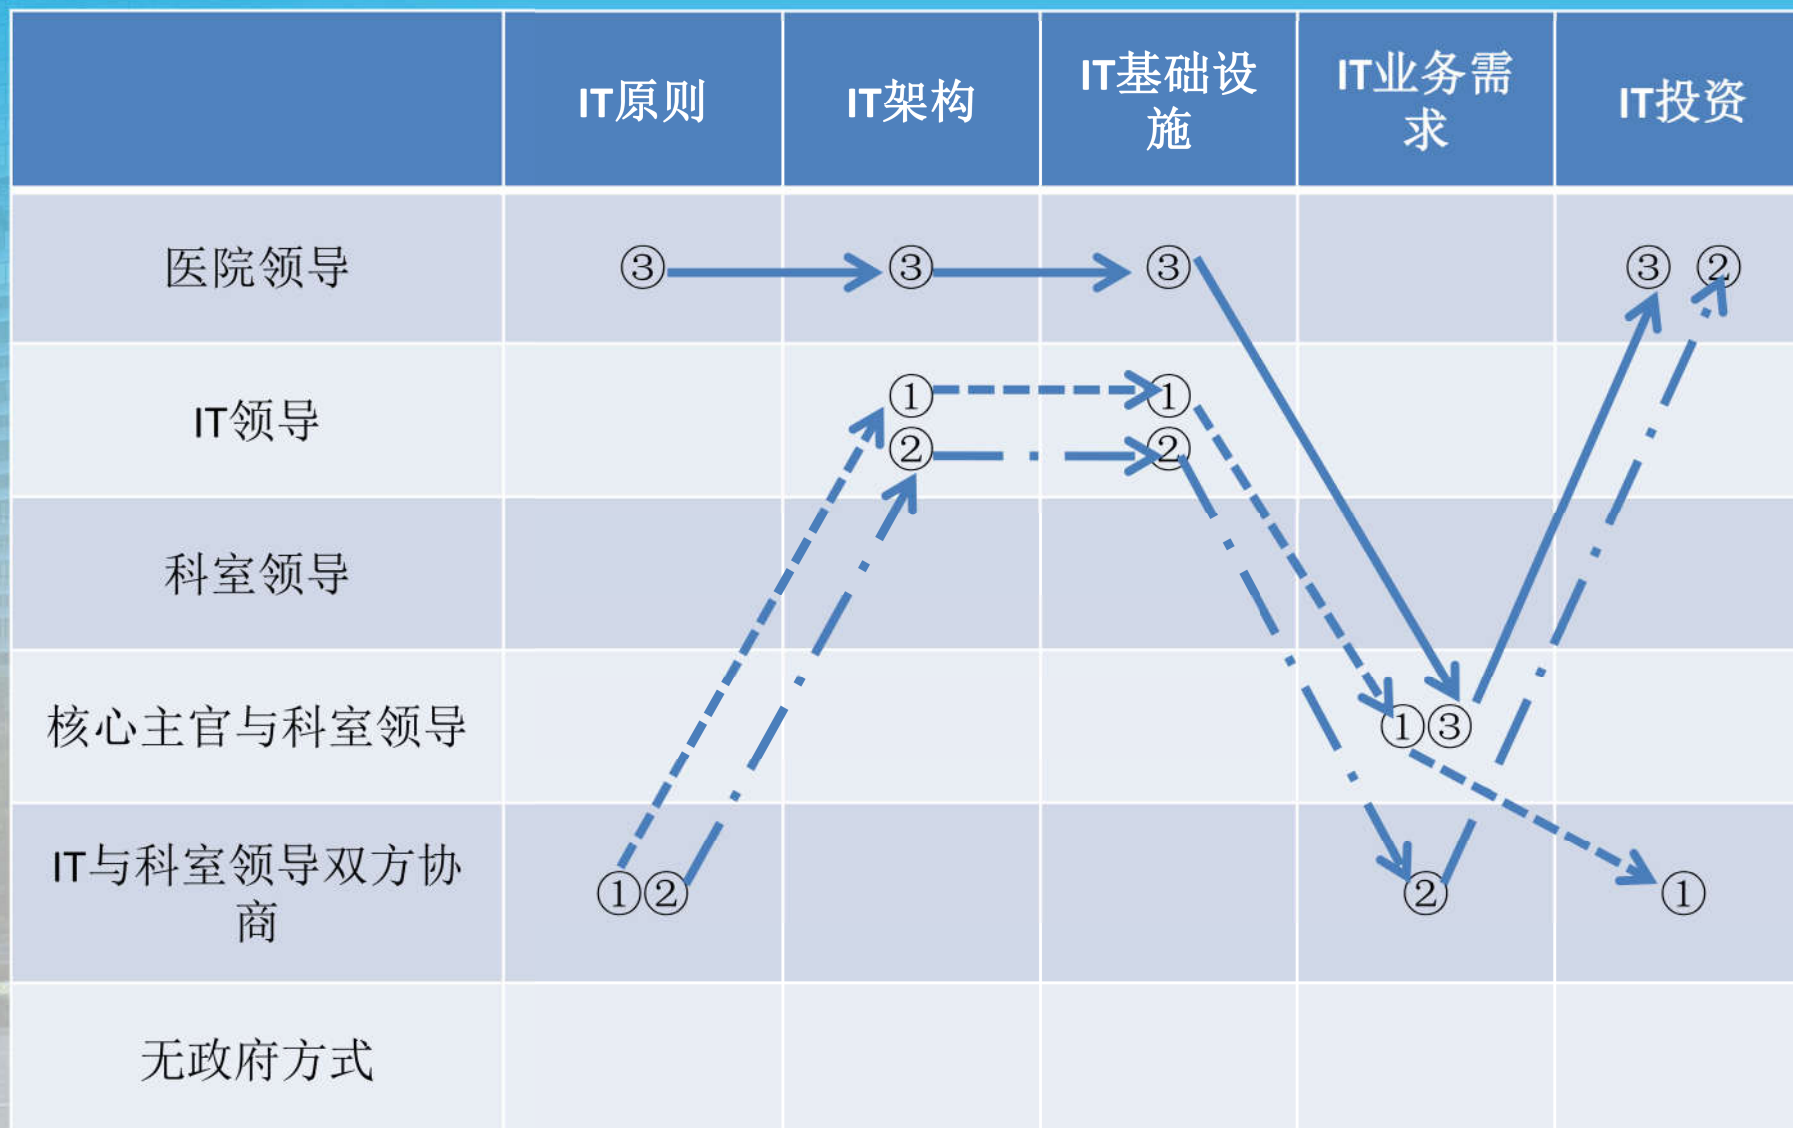 IT原则
IT架构
IT基础设
施
IT业务需
求
IT投资
医院领导
③
③
③
③ ②
IT领导
①
①
②
②
科室领导
核心主官与科室领导
①③
IT与科室领导双方协
商
①②
②
①
无政府方式